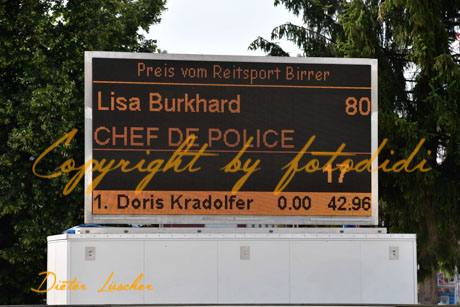 Preis vom Reitsport Birrer
Lisa Burkhard 80
CHEF DE POLICE
Copyright by fotodidi
17
1. Doris Kradolfer 0.00 42.96
Dieter Lüscher